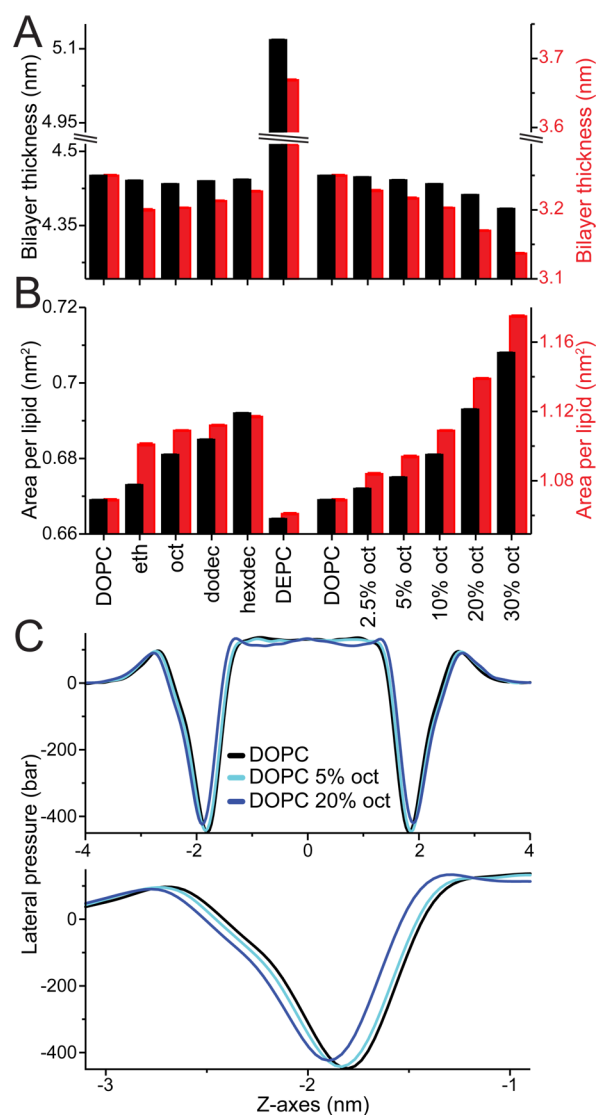 A
Bilayer thickness (nm)
5.1
4.95
4.45
4.35
3.7
3.6
3.2
3.1
Bilayer thickness (nm)
B
Area per lipid (nm²)
0.72
0.7
0.68
0.66
1.16
1.12
1.08
Area per lipid (nm²)
DOPC
eth
oct
dodec
hexdec
DEPC
DOPC
2.5% oct
5% oct
10% oct
20% oct
30% oct
C
Lateral pressure (bar)
0
-200
-400
DOPC
DOPC 5% oct
DOPC 20% oct
-4
-2
0
2
4
0
-200
-400
-3
-2
-1
Z-axes (nm)